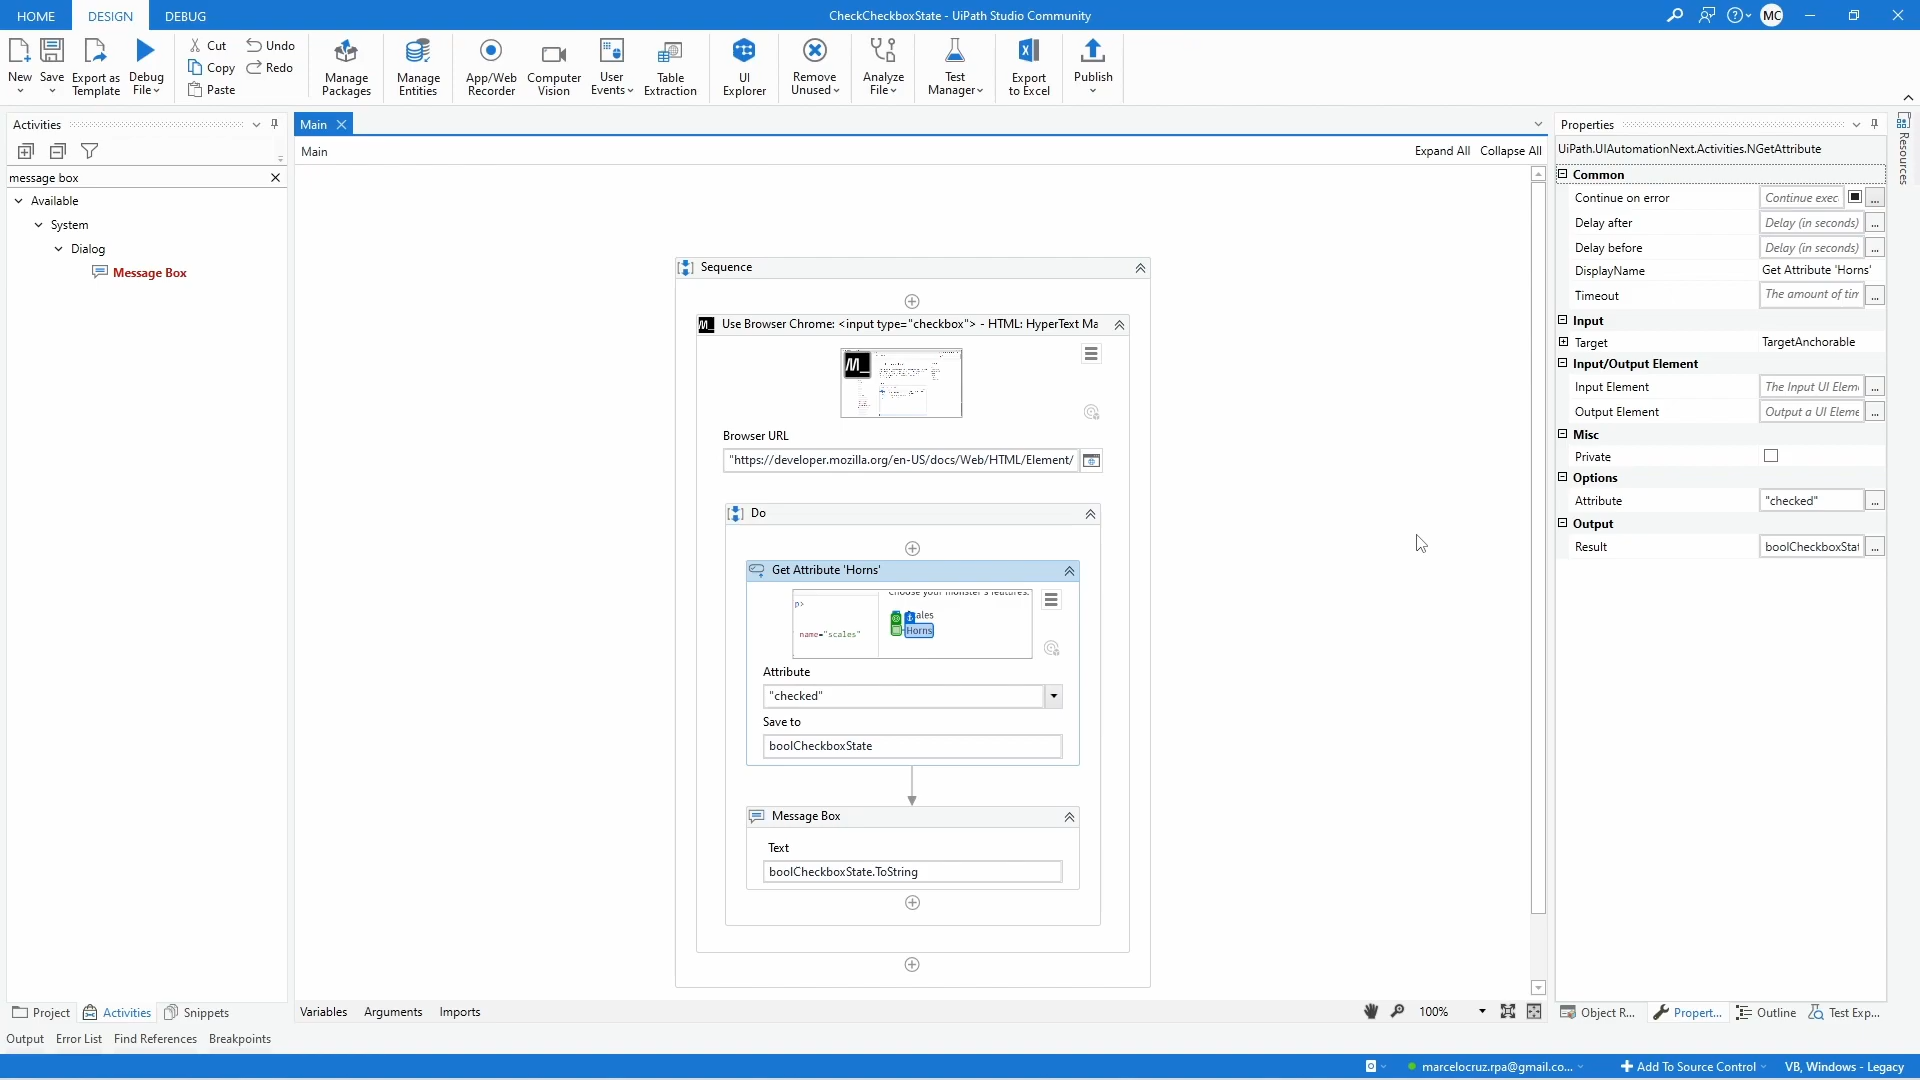 HOME DESIGN DEBUG
CheckCheckboxState - UiPath Studio Community
MC
New
Save
Export as
Template
Debug
File
Cut
Copy
Paste
Undo
Redo
Manage
Packages
Manage
Entities
App/Web
Recorder
Computer
Vision
User
Events
Table
Extraction
UI
Explorer
Remove
Unused
Analyze
File
Test
Manager
Export
to Excel
Publish
Activities
message box
Available
System
Dialog
Message Box
Main
Main
Expand All Collapse All
Sequence
Use Browser Chrome: <input type="checkbox"> - HTML: HyperText Ma
M_
Browser URL
"https://developer.mozilla.org/en-US/docs/Web/HTML/Element/
Do
Get Attribute 'Horns'
Choose your monster's features:
p>
name="scales"
cales
Horns
Attribute
"checked"
Save to
boolCheckboxState
Message Box
Text
boolCheckboxState.ToString
Properties
UiPath.UIAutomationNext.Activities.NGetAttribute
Common
Continue on error Continue exec ...
Delay after Delay (in seconds) ...
Delay before Delay (in seconds) ...
DisplayName Get Attribute 'Horns'
Timeout The amount of tim ...
Input
Target TargetAnchorable
Input/Output Element
Input Element The Input UI Elem ...
Output Element Output a UI Eleme ...
Misc
Private
Options
Attribute "checked" ...
Output
Result boolCheckboxStat ...
Resources
Project Activities Snippets
Variables Arguments Imports
100%
Object R... Propert... Outline Test Exp...
Output Error List Find References Breakpoints
marcelocruz.rpa@gmail.co... Add To Source Control VB, Windows - Legacy